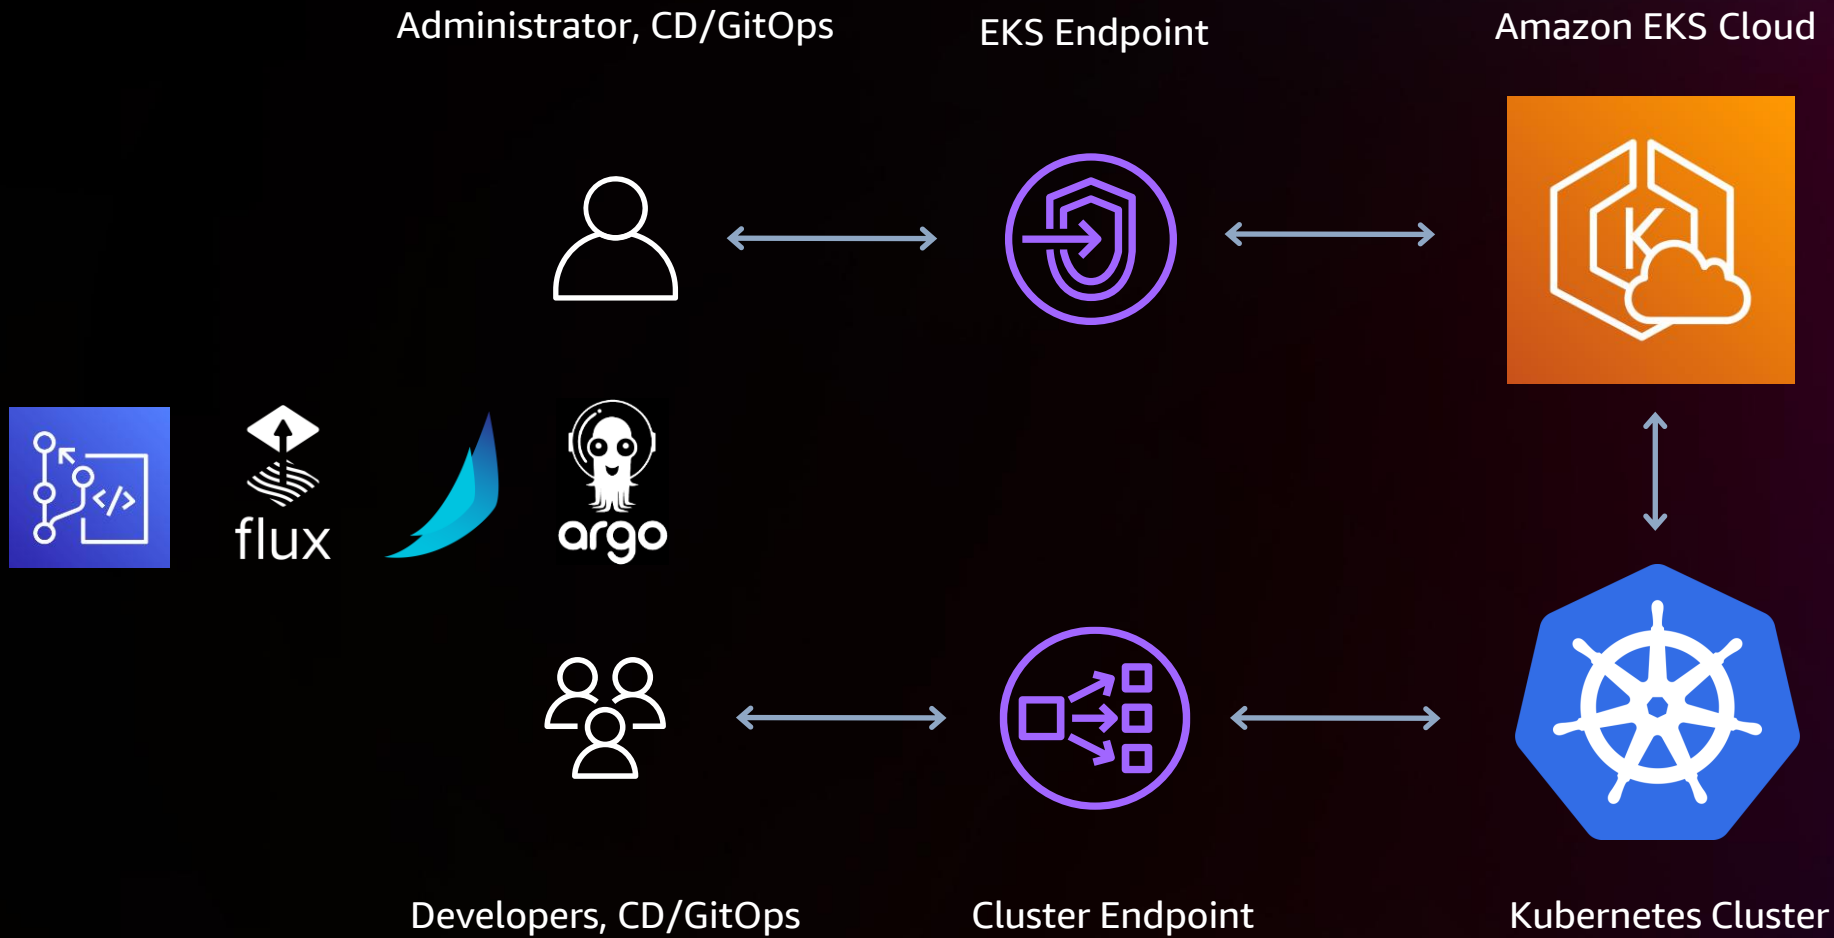 Administrator, CD/GitOps
EKS Endpoint
Amazon EKS Cloud
K
</>
flux
argo
Developers, CD/GitOps
Cluster Endpoint
Kubernetes Cluster